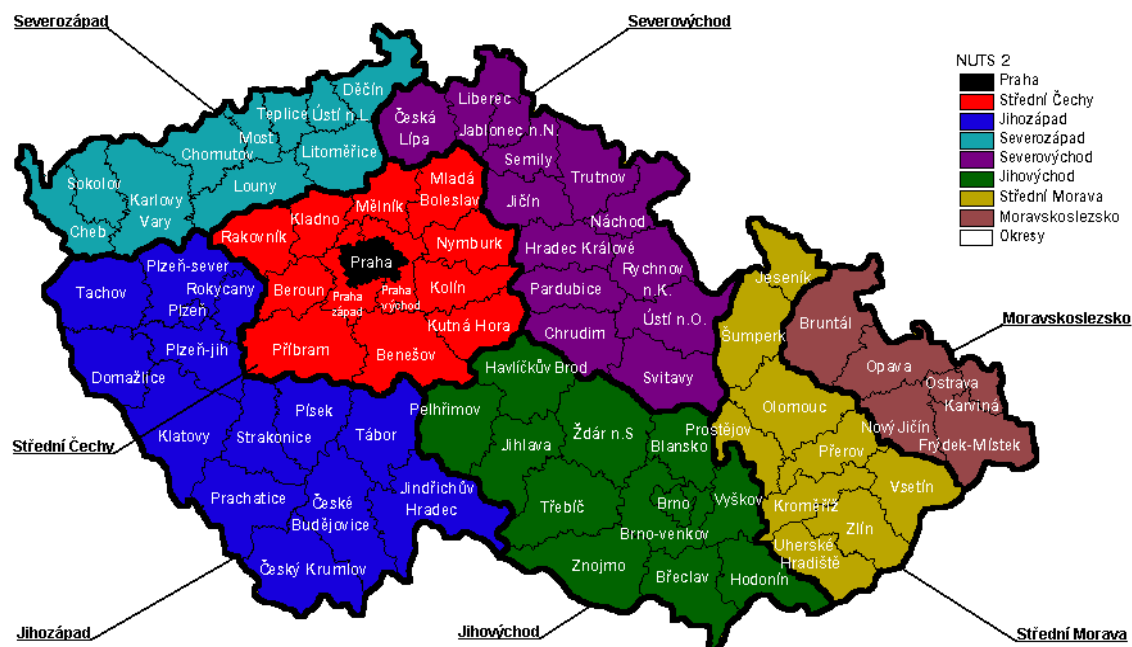 Severozápad
Severovýchod
NUTS 2
Praha
Střední Čechy
Jihozápad
Severozápad
Severovýchod
Jihovýchod
Střední Morava
Moravskoslezsko
Okresy
Děčín
Teplice
Ústí n.L.
Most
Chomutov
Litoměřice
Louny
Sokolov
Karlovy
Vary
Cheb
Liberec
Česká
Lípa
Jablonec n.N.
Semily
Trutnov
Jičín
Náchod
Hradec Králové
Rychnov
n.K.
Pardubice
Ústí n.O.
Chrudim
Svitavy
Mladá
Boleslav
Mělník
Kladno
Rakovník
Nymburk
Praha
Beroun
Praha
západ
Praha
východ
Kolín
Kutná Hora
Příbram
Benešov
Plzeň-sever
Rokycany
Tachov
Plzeň
Plzeň-jih
Domažlice
Písek
Klatovy
Strakonice
Tábor
Prachatice
České
Budějovice
Jindřichův
Hradec
Český Krumlov
Havlíčkův Brod
Pelhřimov
Jihlava
Ždár n.S
Blansko
Třebíč
Brno
Vyškov
Brno-venkov
Znojmo
Břeclav
Hodonín
Jeseník
Šumperk
Olomouc
Prostějov
Přerov
Kroměříž
Vsetín
Zlín
Uherské
Hradiště
Bruntál
Opava
Ostrava
Karviná
Nový Jičín
Frýdek-Místek
Moravskoslezsko
Střední Čechy
Jihozápad
Jihovýchod
Střední Morava